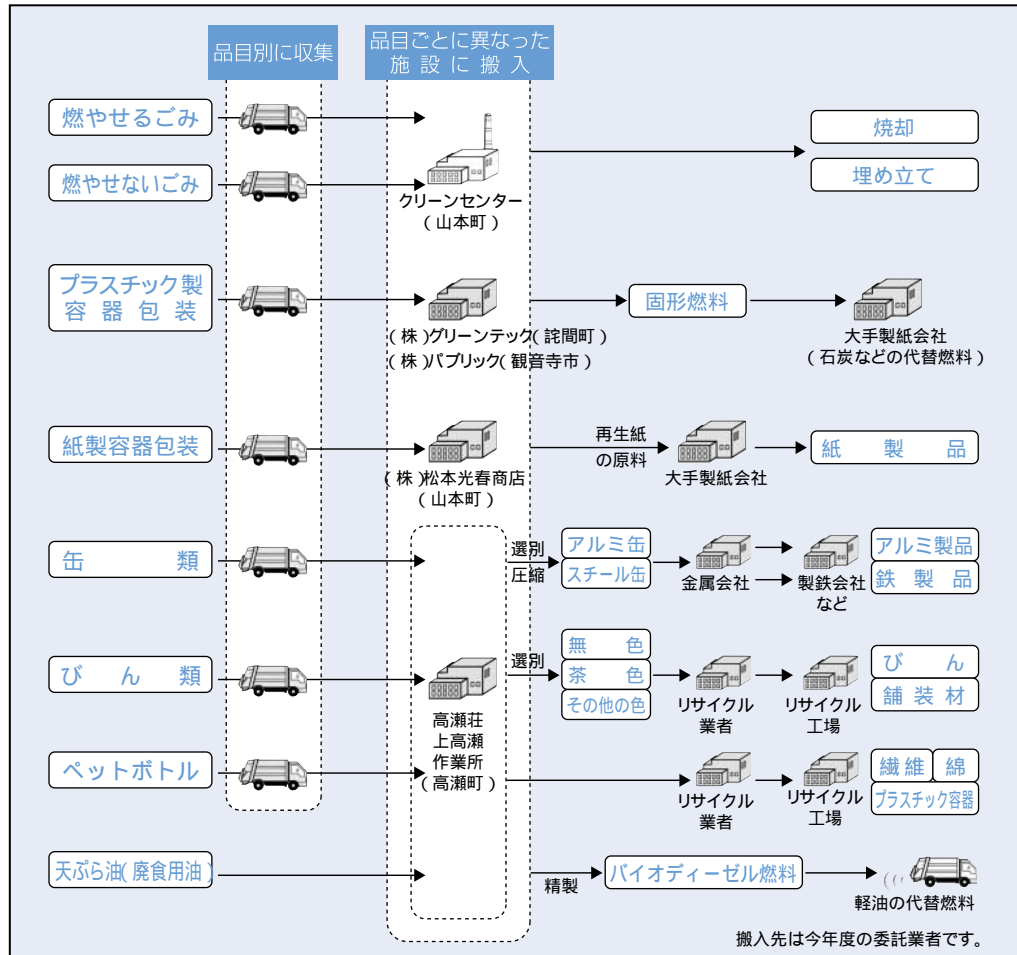 品目別に収集
品目ごとに異なった
施設に搬入
燃やせるごみ
燃やせないごみ
クリーンセンター
(山本町)
焼却
埋め立て
プラスチック製
容器包装
(株)グリーンテック(詫間町)
(株)パブリック(観音寺市)
固形燃料
大手製紙会社
(石炭などの代替燃料)
紙製容器包装
(株)松本光春商店
(山本町)
再生紙
の原料
大手製紙会社
紙製品
缶類
選別
圧縮
アルミ缶
スチール缶
金属会社
製鉄会社
など
アルミ製品
鉄製品
びん類
選別
無色
茶色
その他の色
リサイクル
業者
リサイクル
工場
びん
舗装材
高瀬荘
上高瀬
作業所
(高瀬町)
ペットボトル
リサイクル
業者
リサイクル
工場
繊維 綿
プラスチック容器
天ぷら油(廃食用油)
精製
バイオディーゼル燃料
軽油の代替燃料
搬入先は今年度の委託業者です。